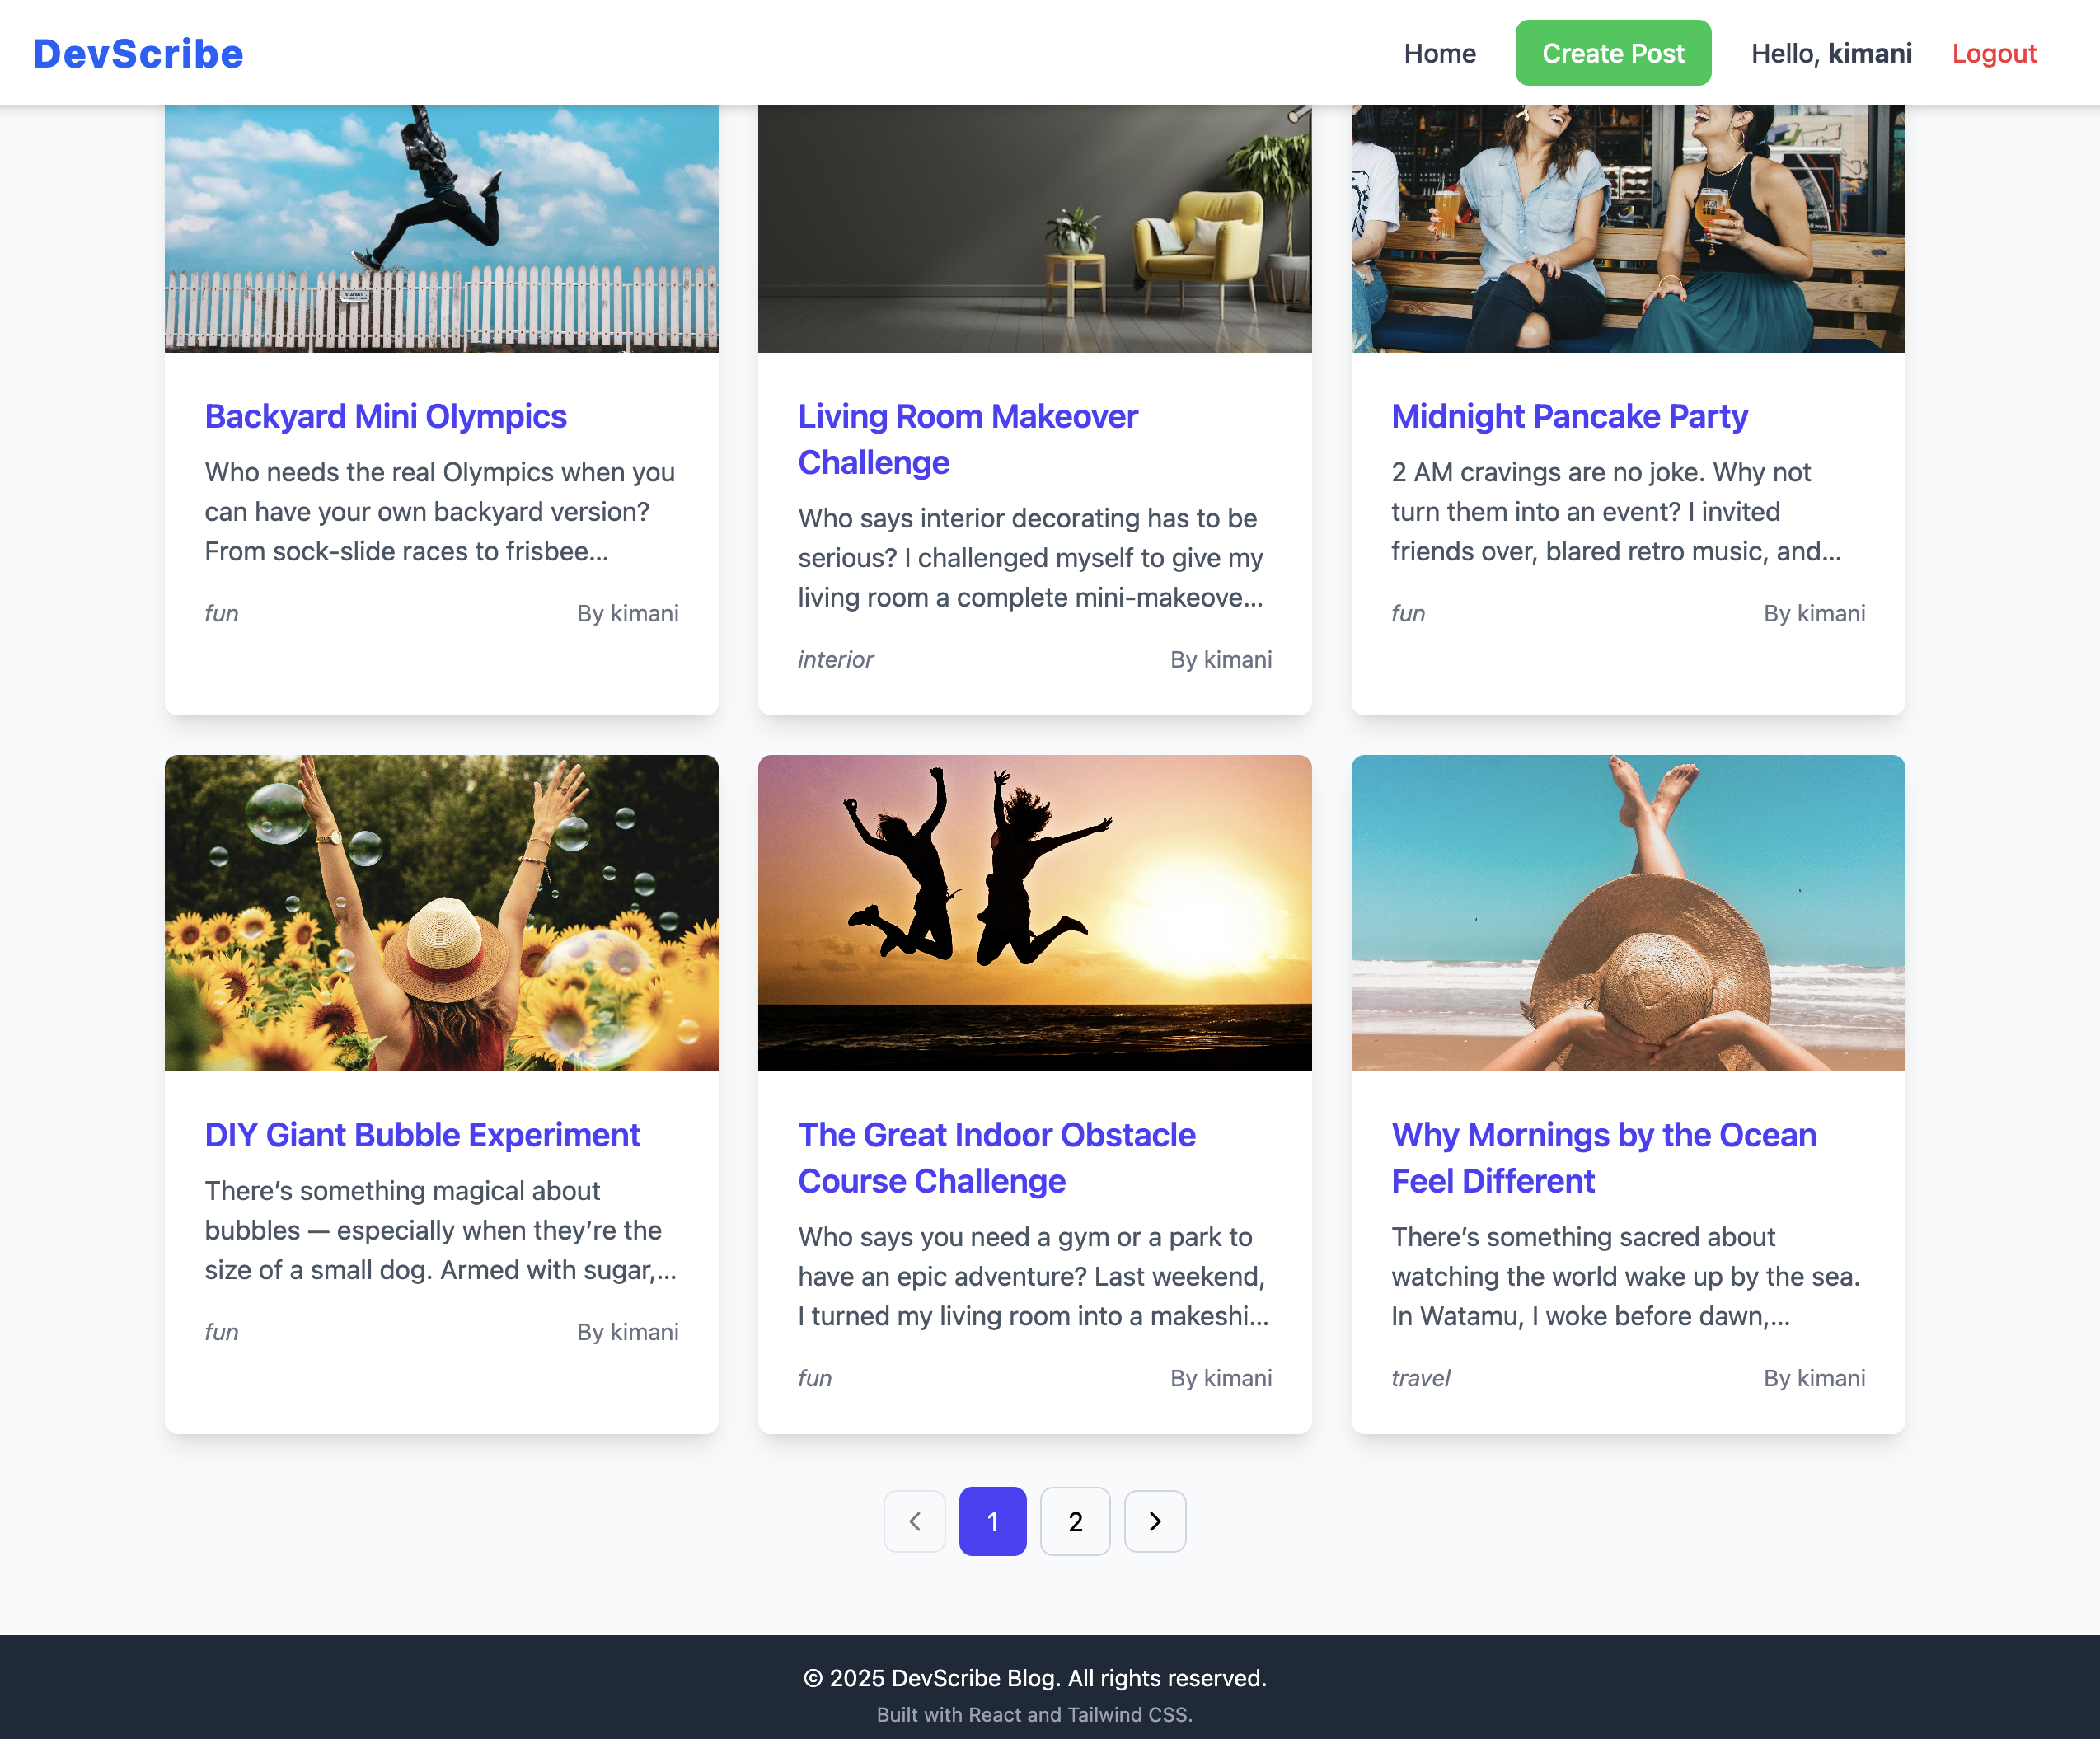 DevScribe
Home
Create Post
Hello, kimani
Logout
Backyard Mini Olympics
Who needs the real Olympics when you
can have your own backyard version?
From sock-slide races to frisbee...
fun
By kimani
Living Room Makeover
Challenge
Who says interior decorating has to be
serious? I challenged myself to give my
living room a complete mini-makeove...
interior
By kimani
Midnight Pancake Party
2 AM cravings are no joke. Why not
turn them into an event? I invited
friends over, blared retro music, and...
fun
By kimani
DIY Giant Bubble Experiment
There’s something magical about
bubbles — especially when they’re the
size of a small dog. Armed with sugar,...
fun
By kimani
The Great Indoor Obstacle
Course Challenge
Who says you need a gym or a park to
have an epic adventure? Last weekend,
I turned my living room into a makeshi...
fun
By kimani
Why Mornings by the Ocean
Feel Different
There’s something sacred about
watching the world wake up by the sea.
In Watamu, I woke before dawn,...
travel
By kimani
1
2
© 2025 DevScribe Blog. All rights reserved.
Built with React and Tailwind CSS.